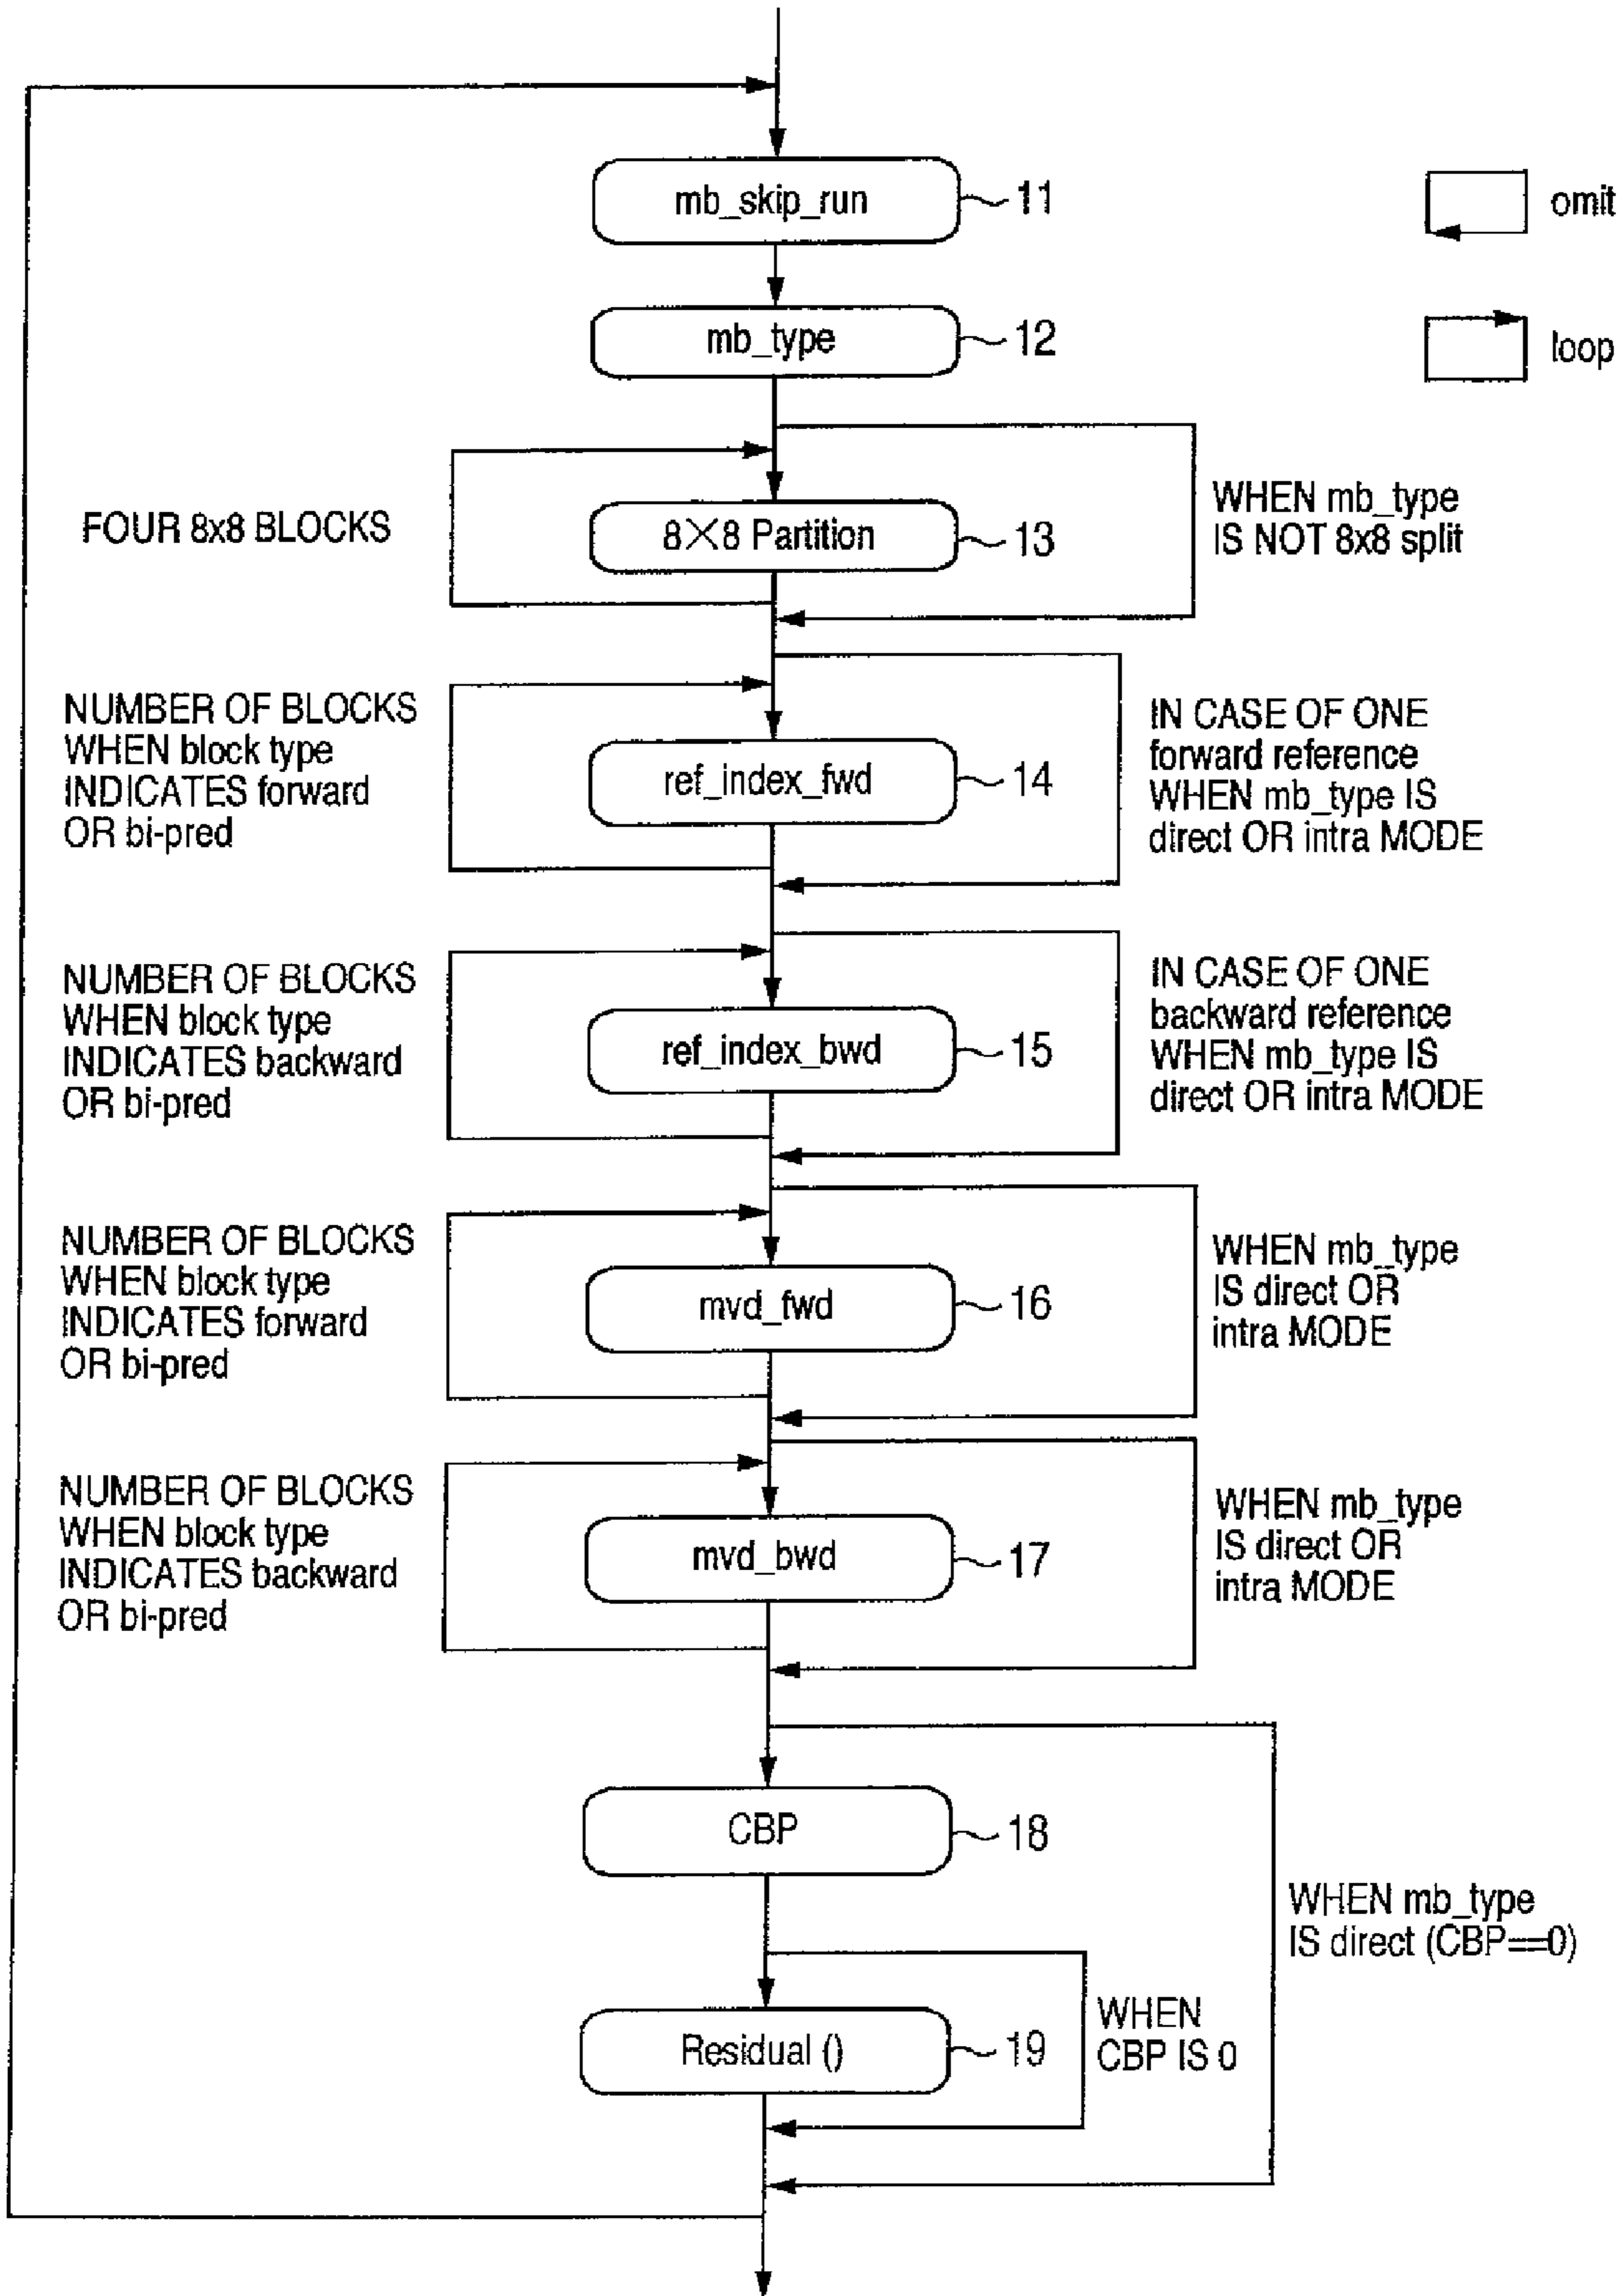 mb_skip_run
11
omit
mb_type
12
loop
FOUR 8x8 BLOCKS
8×8 Partition
13
WHEN mb_type
IS NOT 8x8 split
NUMBER OF BLOCKS
WHEN block type
INDICATES forward
OR bi-pred
ref_index_fwd
14
IN CASE OF ONE
forward reference
WHEN mb_type IS
direct OR intra MODE
NUMBER OF BLOCKS
WHEN block type
INDICATES backward
OR bi-pred
ref_index_bwd
15
IN CASE OF ONE
backward reference
WHEN mb_type IS
direct OR intra MODE
NUMBER OF BLOCKS
WHEN block type
INDICATES forward
OR bi-pred
mvd_fwd
16
WHEN mb_type
IS direct OR
intra MODE
NUMBER OF BLOCKS
WHEN block type
INDICATES backward
OR bi-pred
mvd_bwd
17
WHEN mb_type
IS direct OR
intra MODE
CBP
18
WHEN mb_type
IS direct (CBP==0)
Residual ()
19
WHEN
CBP IS 0